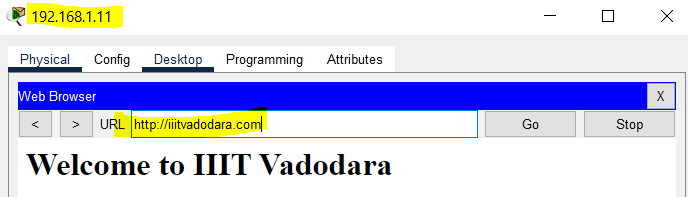 192.168.1.11
Physical Config Desktop Programming Attributes
Web Browser X
< > URL http://iiitvadodara.com Go Stop
Welcome to IIIT Vadodara